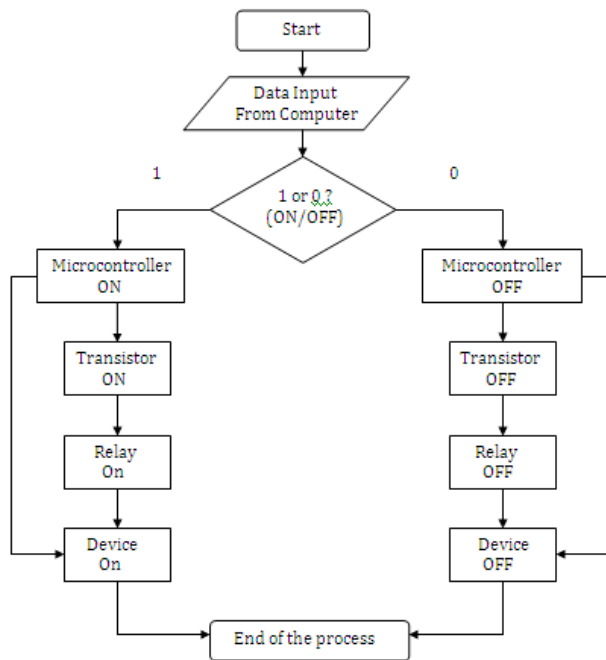 Start
Data Input
From Computer
1
0
1 or 0 ?
(ON/OFF)
Microcontroller
ON
Microcontroller
OFF
Transistor
ON
Transistor
OFF
Relay
On
Relay
OFF
Device
On
Device
OFF
End of the process